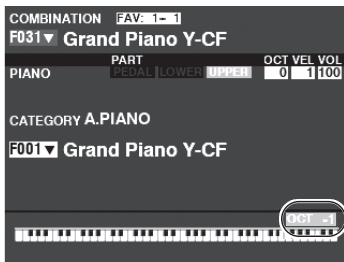 COMBINATION FAV: 1- 1
F031▼ Grand Piano Y-CF
PART OCT VEL VOL
PIANO PEDAL LOWER UPPER 0 1 100
CATEGORY A.PIANO
F001▼ Grand Piano Y-CF
OCT -1